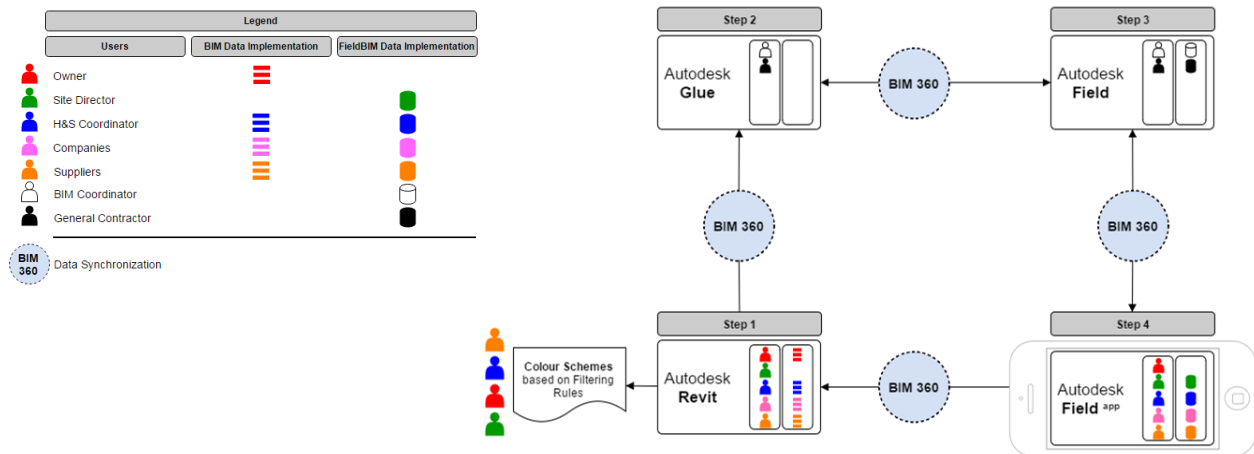 Legend
Users
BIM Data Implementation
FieldBIM Data Implementation
Owner
Site Director
H&S Coordinator
Companies
Suppliers
BIM Coordinator
General Contractor
BIM
360
Data Synchronization
Step 2
Autodesk
Glue
BIM 360
Step 3
Autodesk
Field
BIM 360
BIM 360
Step 1
Autodesk
Revit
Colour Schemes
based on Filtering
Rules
BIM 360
Step 4
Autodesk
Field app